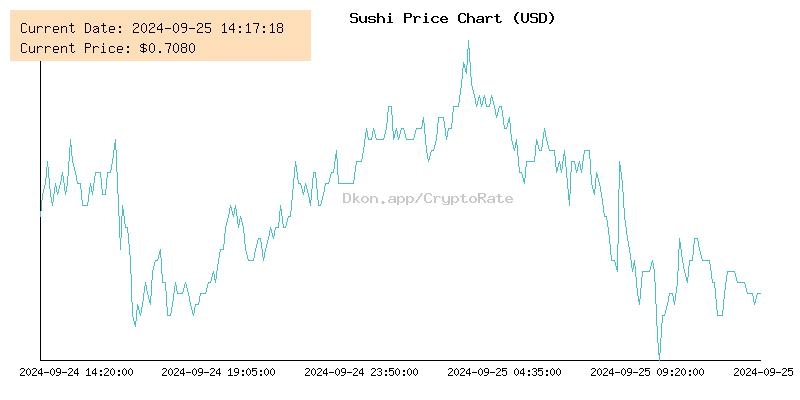 Sushi Price Chart (USD)
Current Date: 2024-09-25 14:17:18
Current Price: $0.7080
Dkon.app/CryptoRate
2024-09-24 14:20:00
2024-09-24 19:05:00
2024-09-24 23:50:00
2024-09-25 04:35:00
2024-09-25 09:20:00
2024-09-25